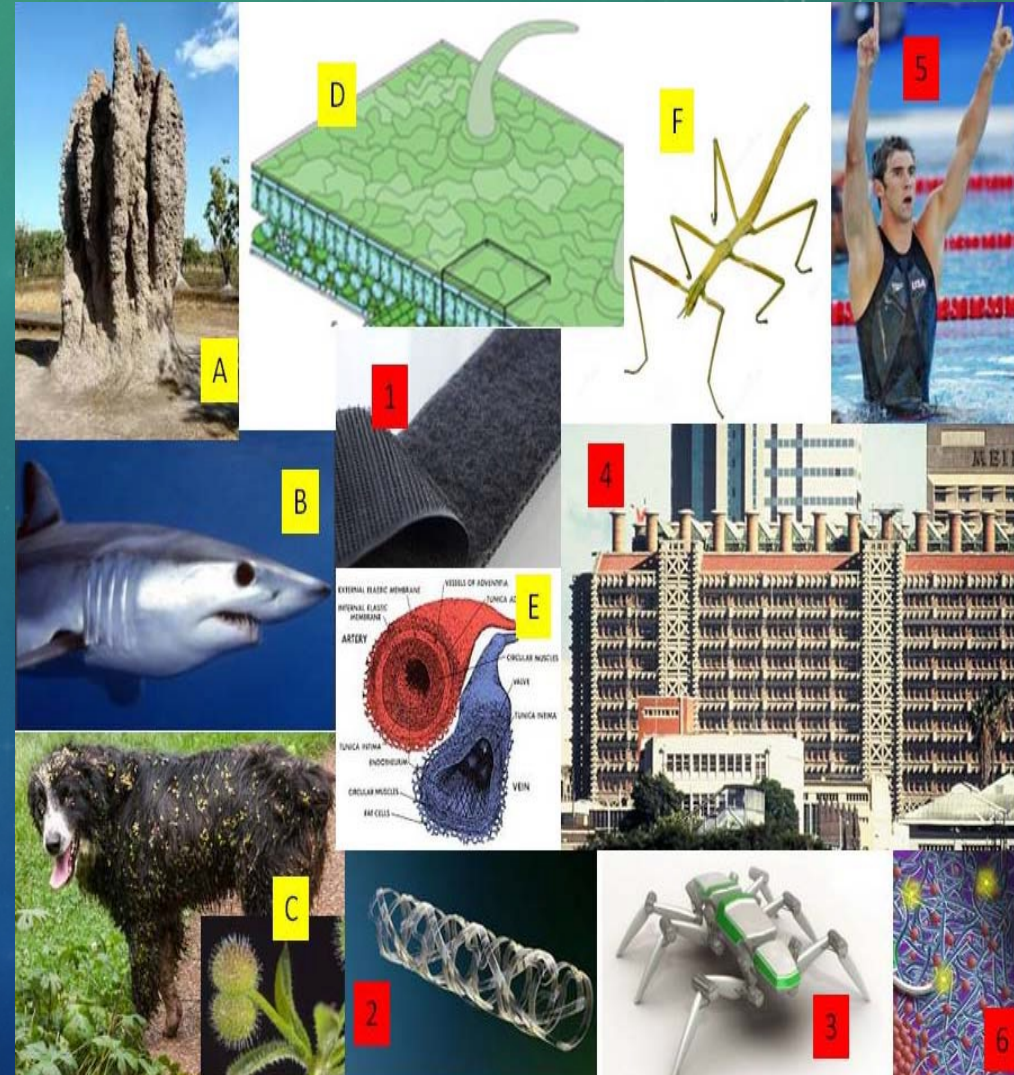 D
F
5
A
USA
1
B
4
MEI
EXTERNAL ELASTIC MEMBRANE
VESSELS OF ADVENTITIA
TUNICA AD
INTERNAL ELASTIC
MEMBRANE
E
ARTERY
CIRCULAR MUSCLES
VALVE
TUNICA INTIMA
TUNICA INTIMA
ENDOTHELIUM
VEIN
CIRCULAR MUSCLES
FAT CELLS
C
2
3
6